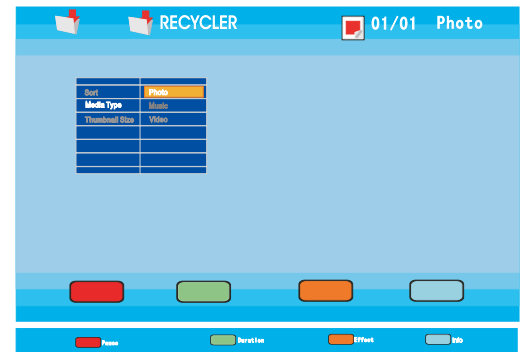 RECYCLER 01/01 Photo
Sort Photo
Media Type Music
Thumbnail Size Video
Pause Duration Effect Info